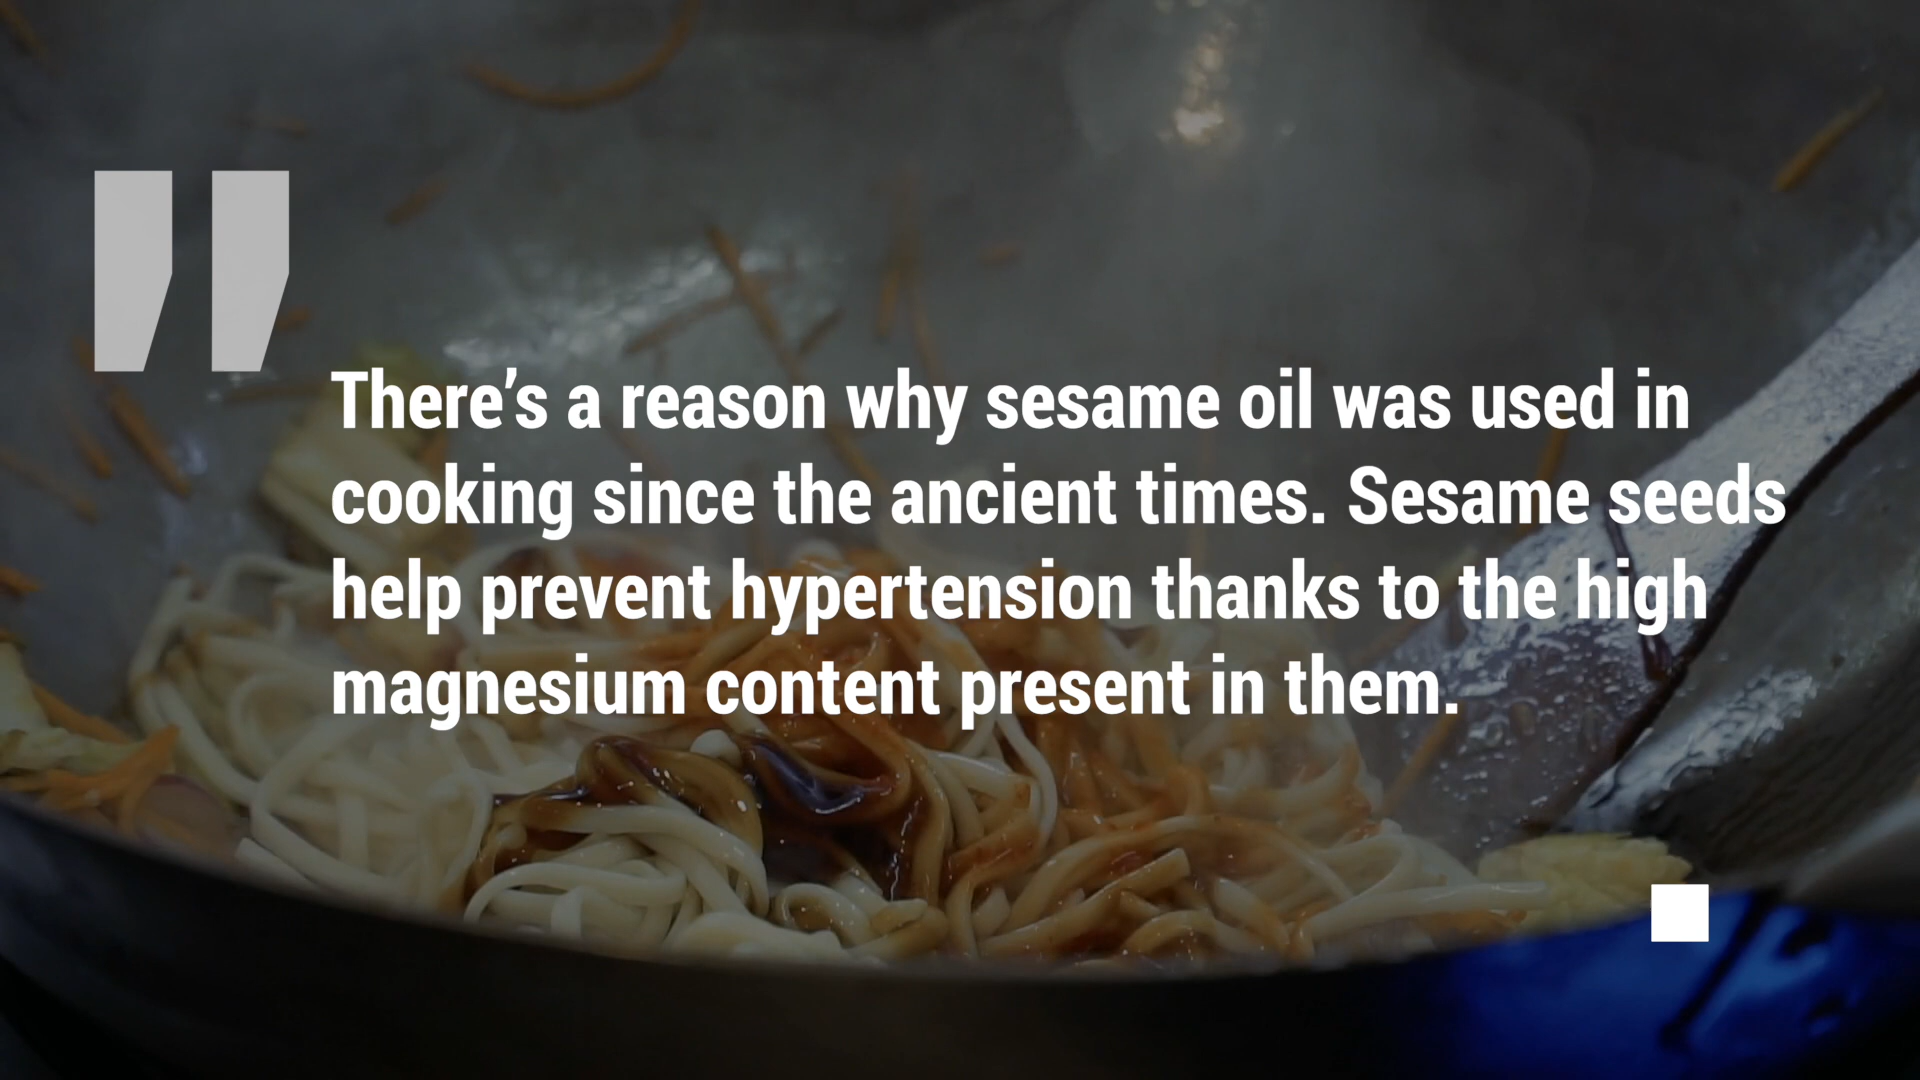 There’s a reason why sesame oil was used in
cooking since the ancient times. Sesame seeds
help prevent hypertension thanks to the high
magnesium content present in them.